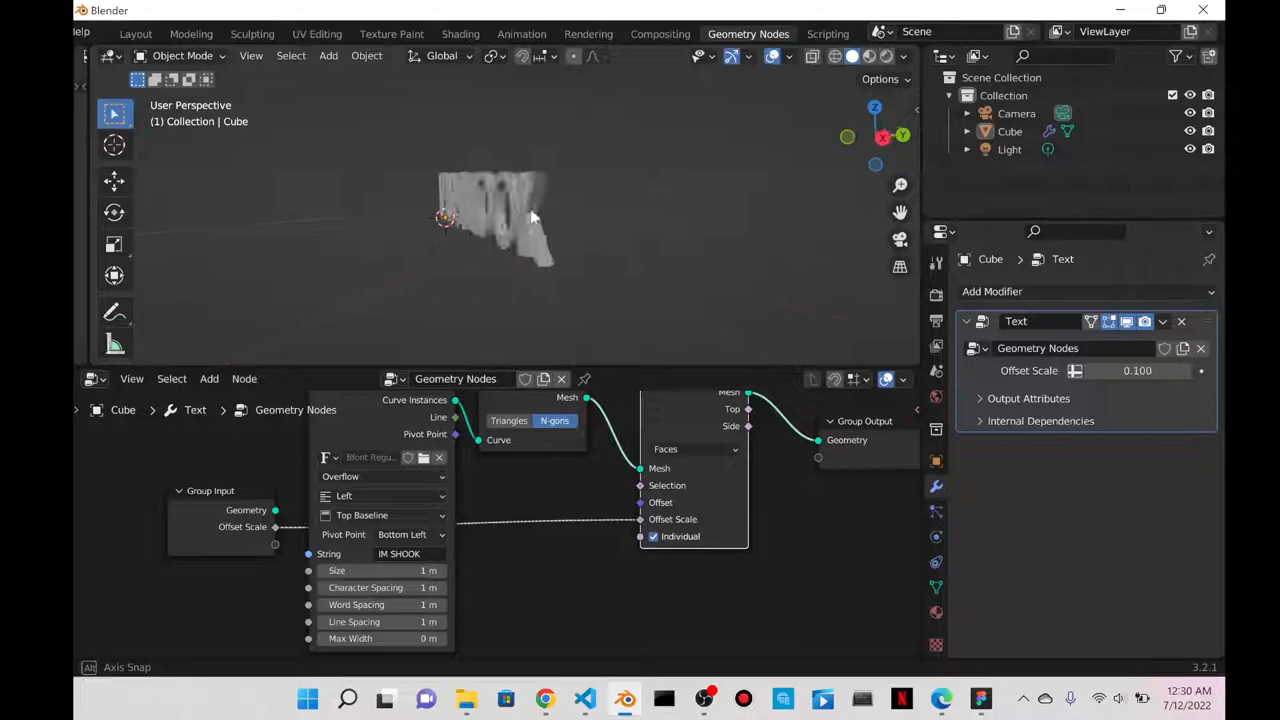 Blender
Help Layout Modeling Sculpting UV Editing Texture Paint Shading Animation Rendering Compositing Geometry Nodes Scripting Scene ViewLayer
Object Mode View Select Add Object Global
Options
User Perspective
(1) Collection | Cube
Z
X
Y
Scene Collection
Collection
Camera
Cube
Light
Cube > Text
Add Modifier
Text
Geometry Nodes
Offset Scale 0.100
Output Attributes
Internal Dependencies
View Select Add Node Geometry Nodes
Cube > Text > Geometry Nodes
Group Input
Geometry
Offset Scale
Curve Instances
Line
Pivot Point
Bfont Regu..
Overflow
Left
Top Baseline
Pivot Point Bottom Left
String IM SHOOK
Size 1 m
Character Spacing 1 m
Word Spacing 1 m
Line Spacing 1 m
Max Width 0 m
Mesh
Triangles N-gons
Curve
Mesh
Top
Side
Faces
Mesh
Selection
Offset
Offset Scale
Individual
Group Output
Geometry
Alt Axis Snap 3.2.1
12:30 AM
7/12/2022